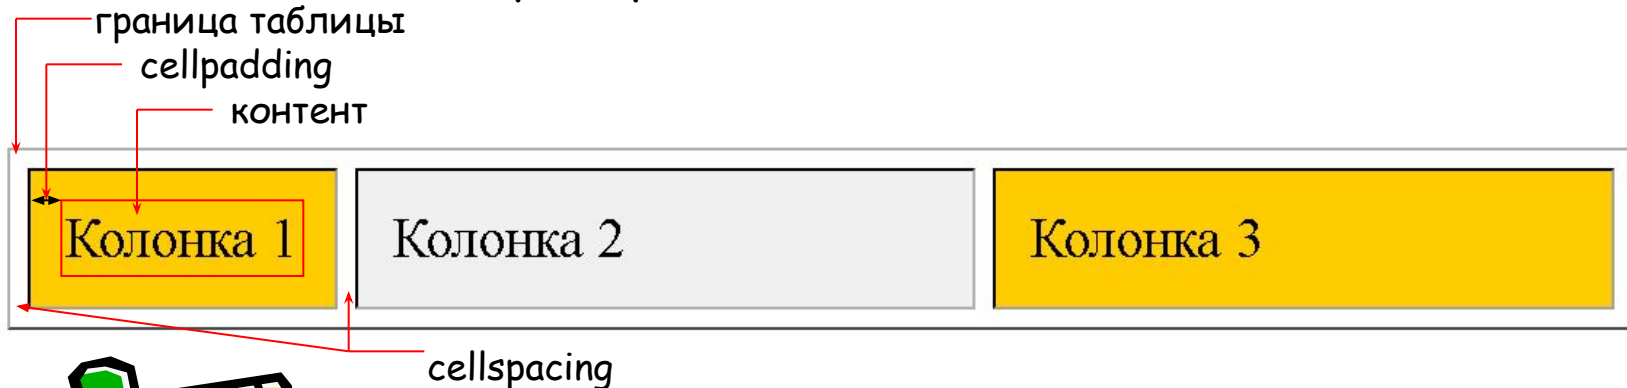 граница таблицы
cellpadding
контент
Колонка 1 Колонка 2 Колонка 3
cellspacing